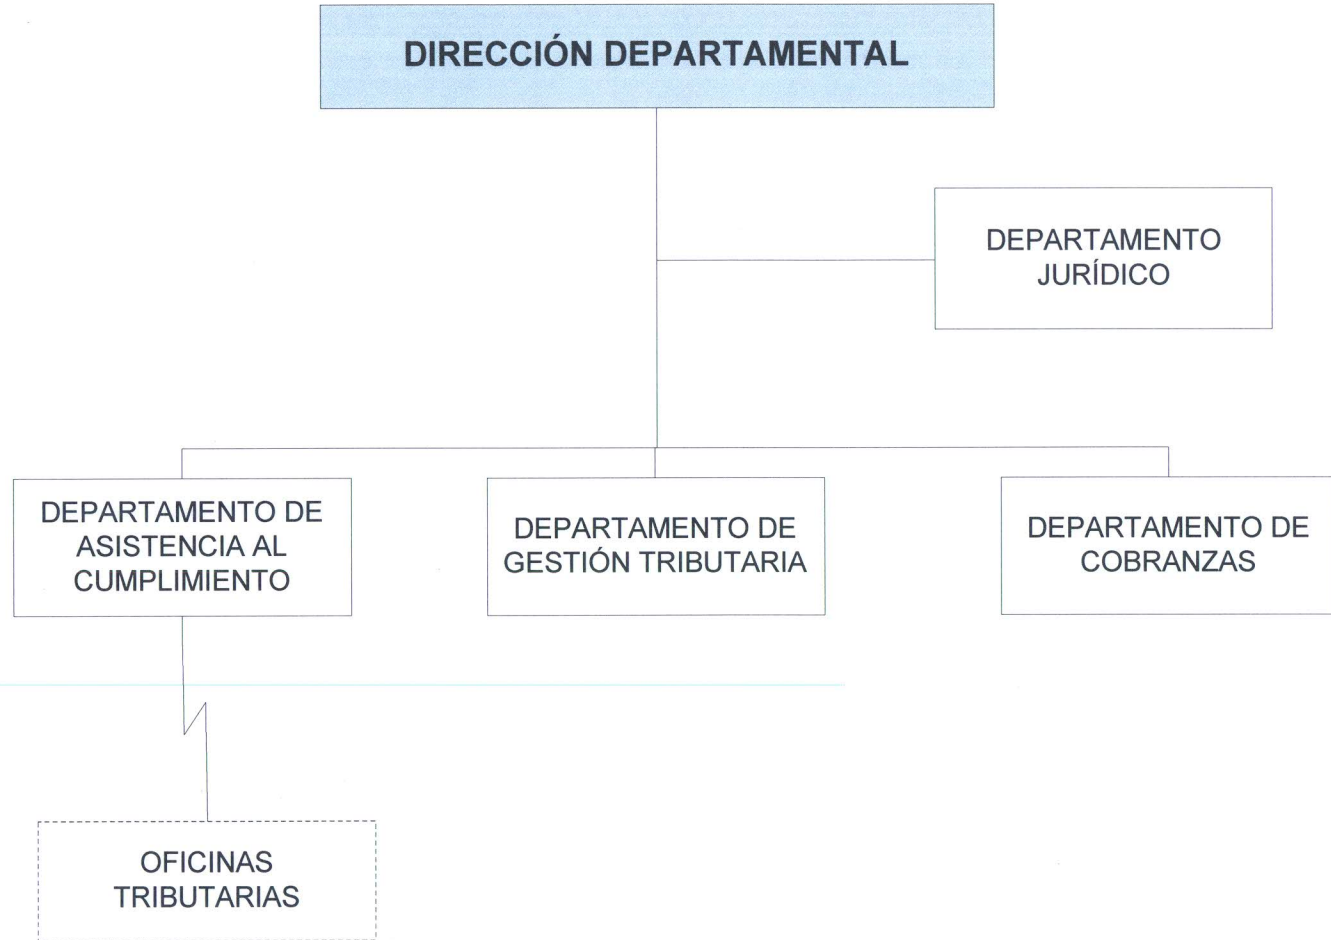 DIRECCIÓN DEPARTAMENTAL
DEPARTAMENTO
JURÍDICO
DEPARTAMENTO DE
ASISTENCIA AL
CUMPLIMIENTO
DEPARTAMENTO DE
GESTIÓN TRIBUTARIA
DEPARTAMENTO DE
COBRANZAS
OFICINAS
TRIBUTARIAS